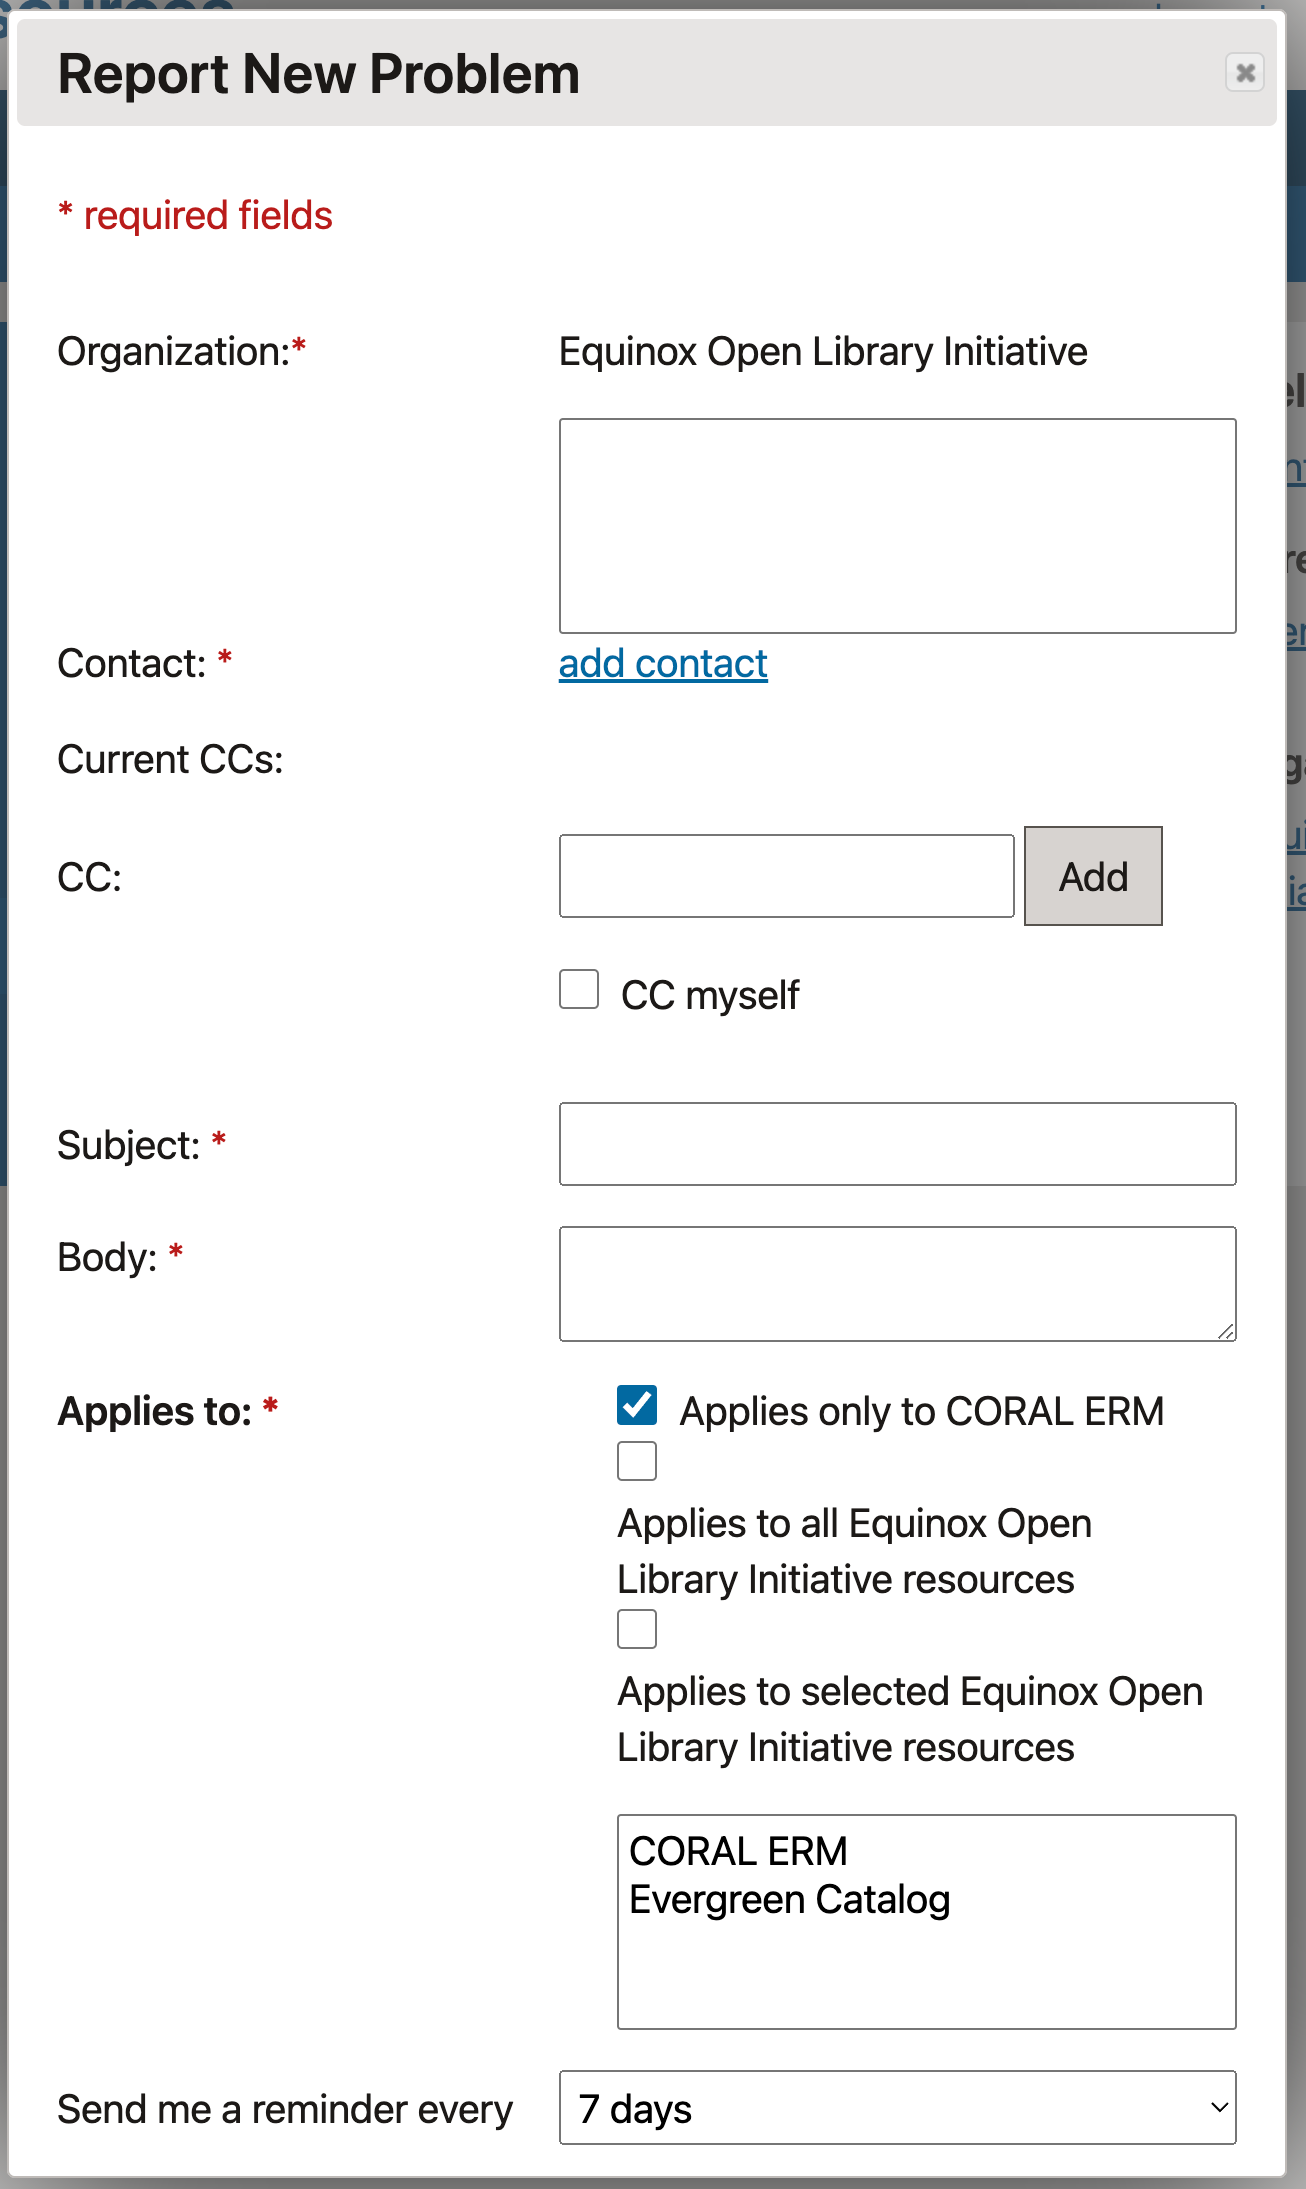 Report New Problem
* required fields
Organization:*
Equinox Open Library Initiative
Contact: *
add contact
Current CCs:
CC:
Add
CC myself
Subject: *
Body: *
Applies to: *
Applies only to CORAL ERM
Applies to all Equinox Open
Library Initiative resources
Applies to selected Equinox Open
Library Initiative resources
CORAL ERM
Evergreen Catalog
Send me a reminder every
7 days